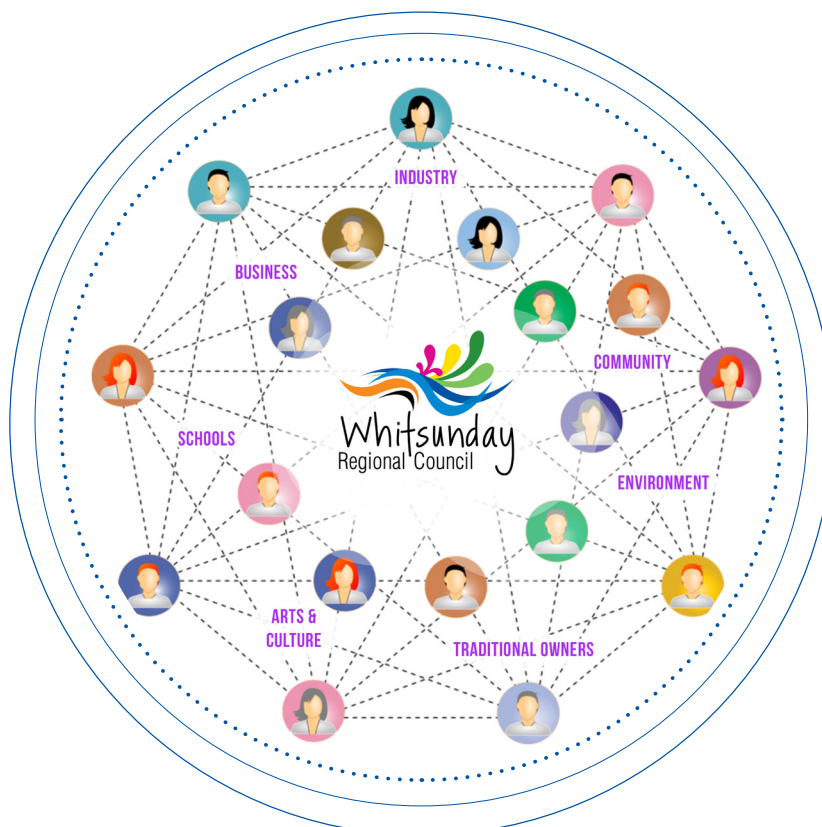 INDUSTRY
BUSINESS
COMMUNITY
Whitsunday
Regional Council
SCHOOLS
ENVIRONMENT
ARTS &
CULTURE
TRADITIONAL OWNERS